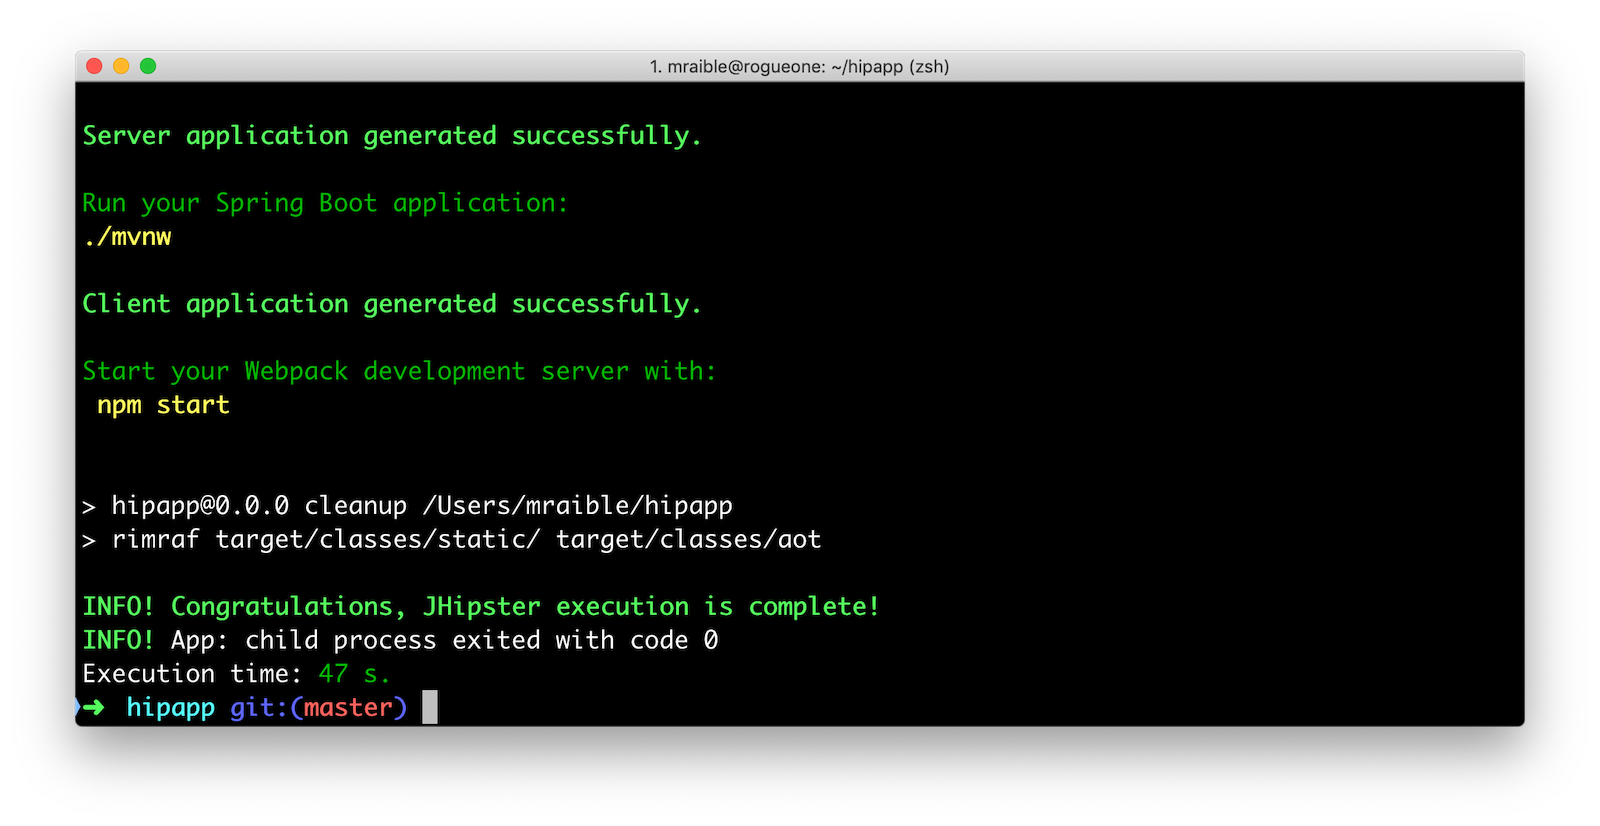 1. mraible@rogueone: ~/hipapp (zsh)
Server application generated successfully.
Run your Spring Boot application:
./mvnw
Client application generated successfully.
Start your Webpack development server with:
npm start
> hipapp@0.0.0 cleanup /Users/mraible/hipapp
> rimraf target/classes/static/ target/classes/aot
INFO! Congratulations, JHipster execution is complete!
INFO! App: child process exited with code 0
Execution time: 47 s.
➜ hipapp git:(master)